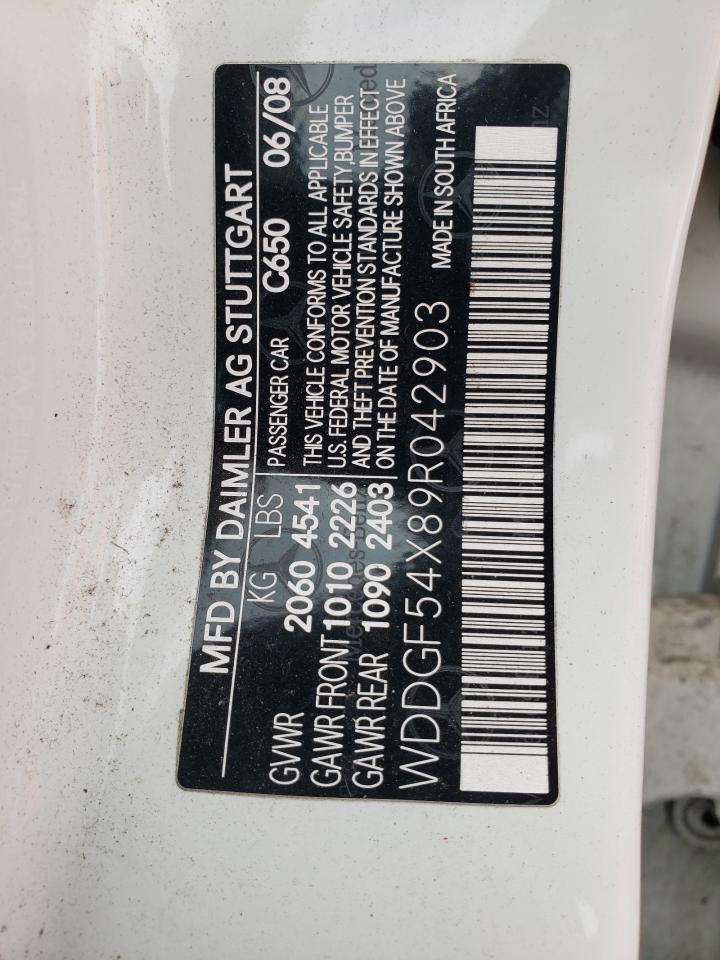 MFD BY DAIMLER AG STUTTGART
KG LBS PASSENGER CAR C650 06/08
GVWR 2060 4541 THIS VEHICLE CONFORMS TO ALL APPLICABLE
GAWR FRONT 1010 2226 U.S. FEDERAL MOTOR VEHICLE SAFETY,BUMPER
GAWR REAR 1090 2403 AND THEFT PREVENTION STANDARDS IN EFFECT
ON THE DATE OF MANUFACTURE SHOWN ABOVE
WDDGF54X89R042903 MADE IN SOUTH AFRICA